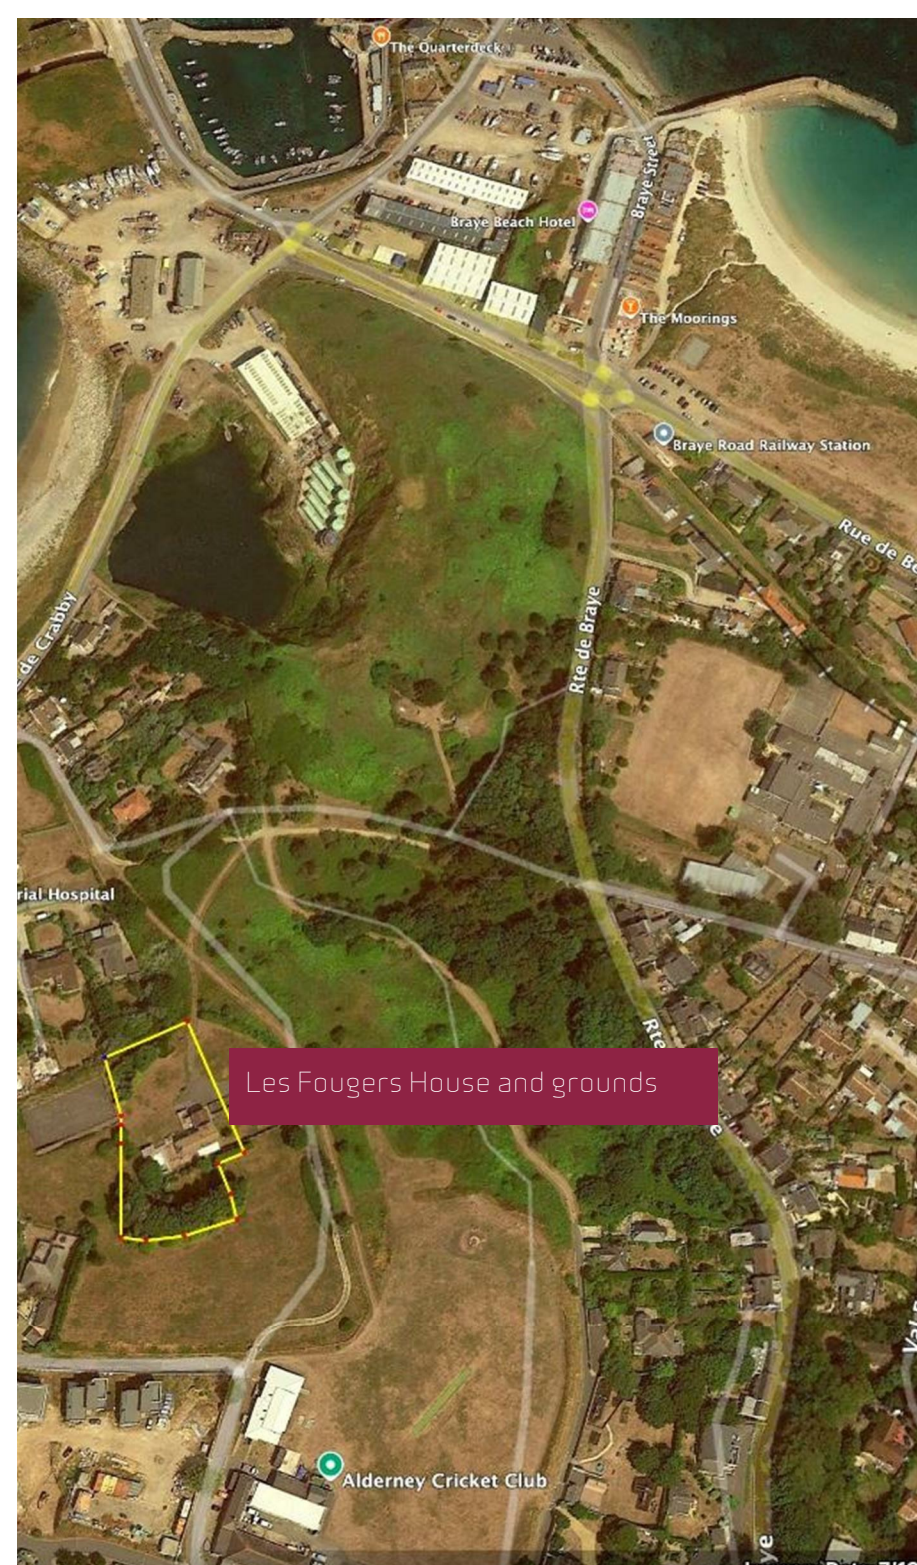 The Quarterdeck
Braye Street
Braye Beach Hotel
The Moorings
Braye Road Railway Station
Rue de Be
de Crabby
Rte de Braye
rial Hospital
Rte
Les Fougers House and grounds
e
Alderney Cricket Club
e